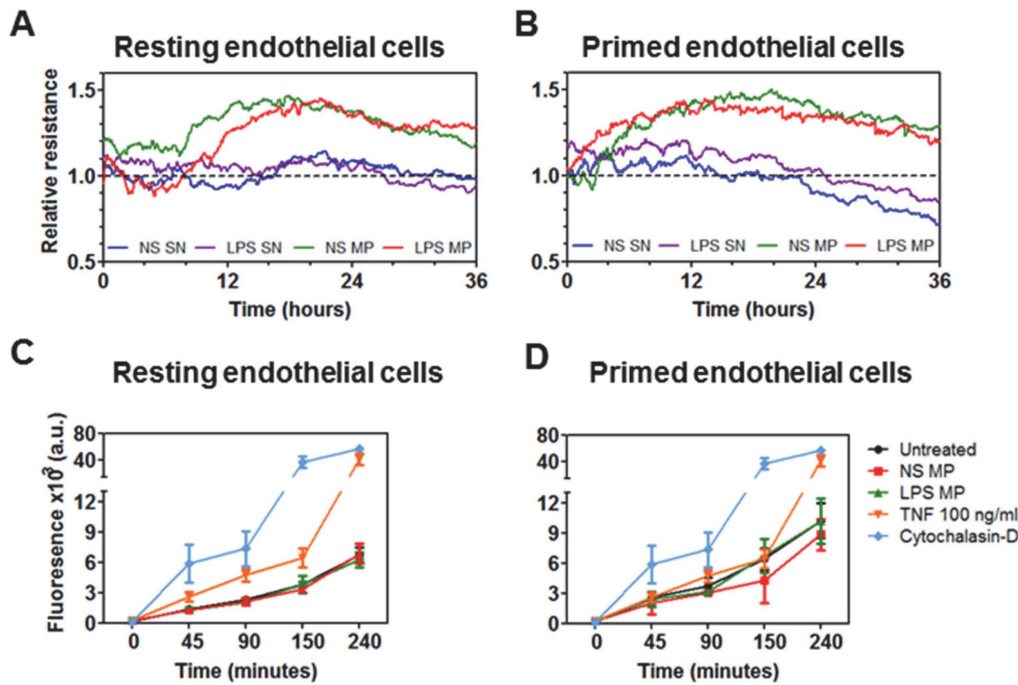 A
Resting endothelial cells
B
Primed endothelial cells
Relative resistance
1.5
1.0
0.5
NS SN LPS SN NS MP LPS MP
0 12 24 36
Time (hours)
1.5
1.0
0.5
NS SN LPS SN NS MP LPS MP
0 12 24 36
Time (hours)
C
Resting endothelial cells
D
Primed endothelial cells
Fluoresence x10³ (a.u.)
80
40
12
9
6
3
0
0 45 90 150 240
Time (minutes)
80
40
12
9
6
3
0
0 45 90 150 240
Time (minutes)
Untreated
NS MP
LPS MP
TNF 100 ng/ml
Cytochalasin-D